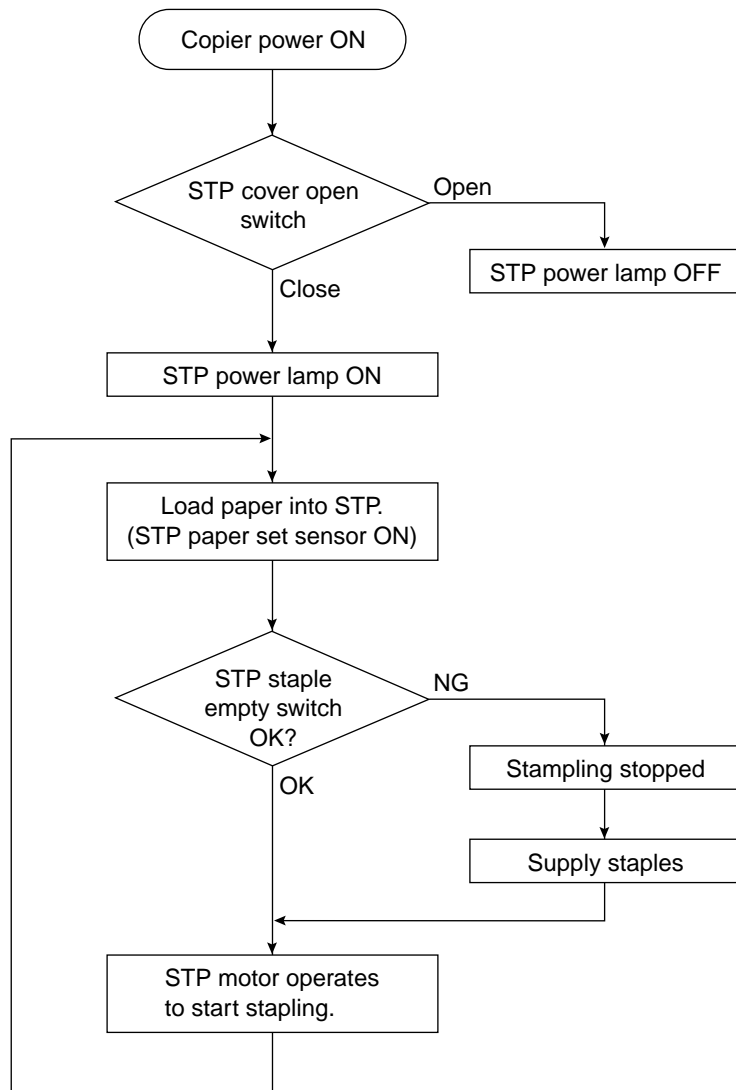 Copier power ON
STP cover open
switch
Open
STP power lamp OFF
Close
STP power lamp ON
Load paper into STP.
(STP paper set sensor ON)
STP staple
empty switch
OK?
NG
Stampling stopped
OK
Supply staples
STP motor operates
to start stapling.